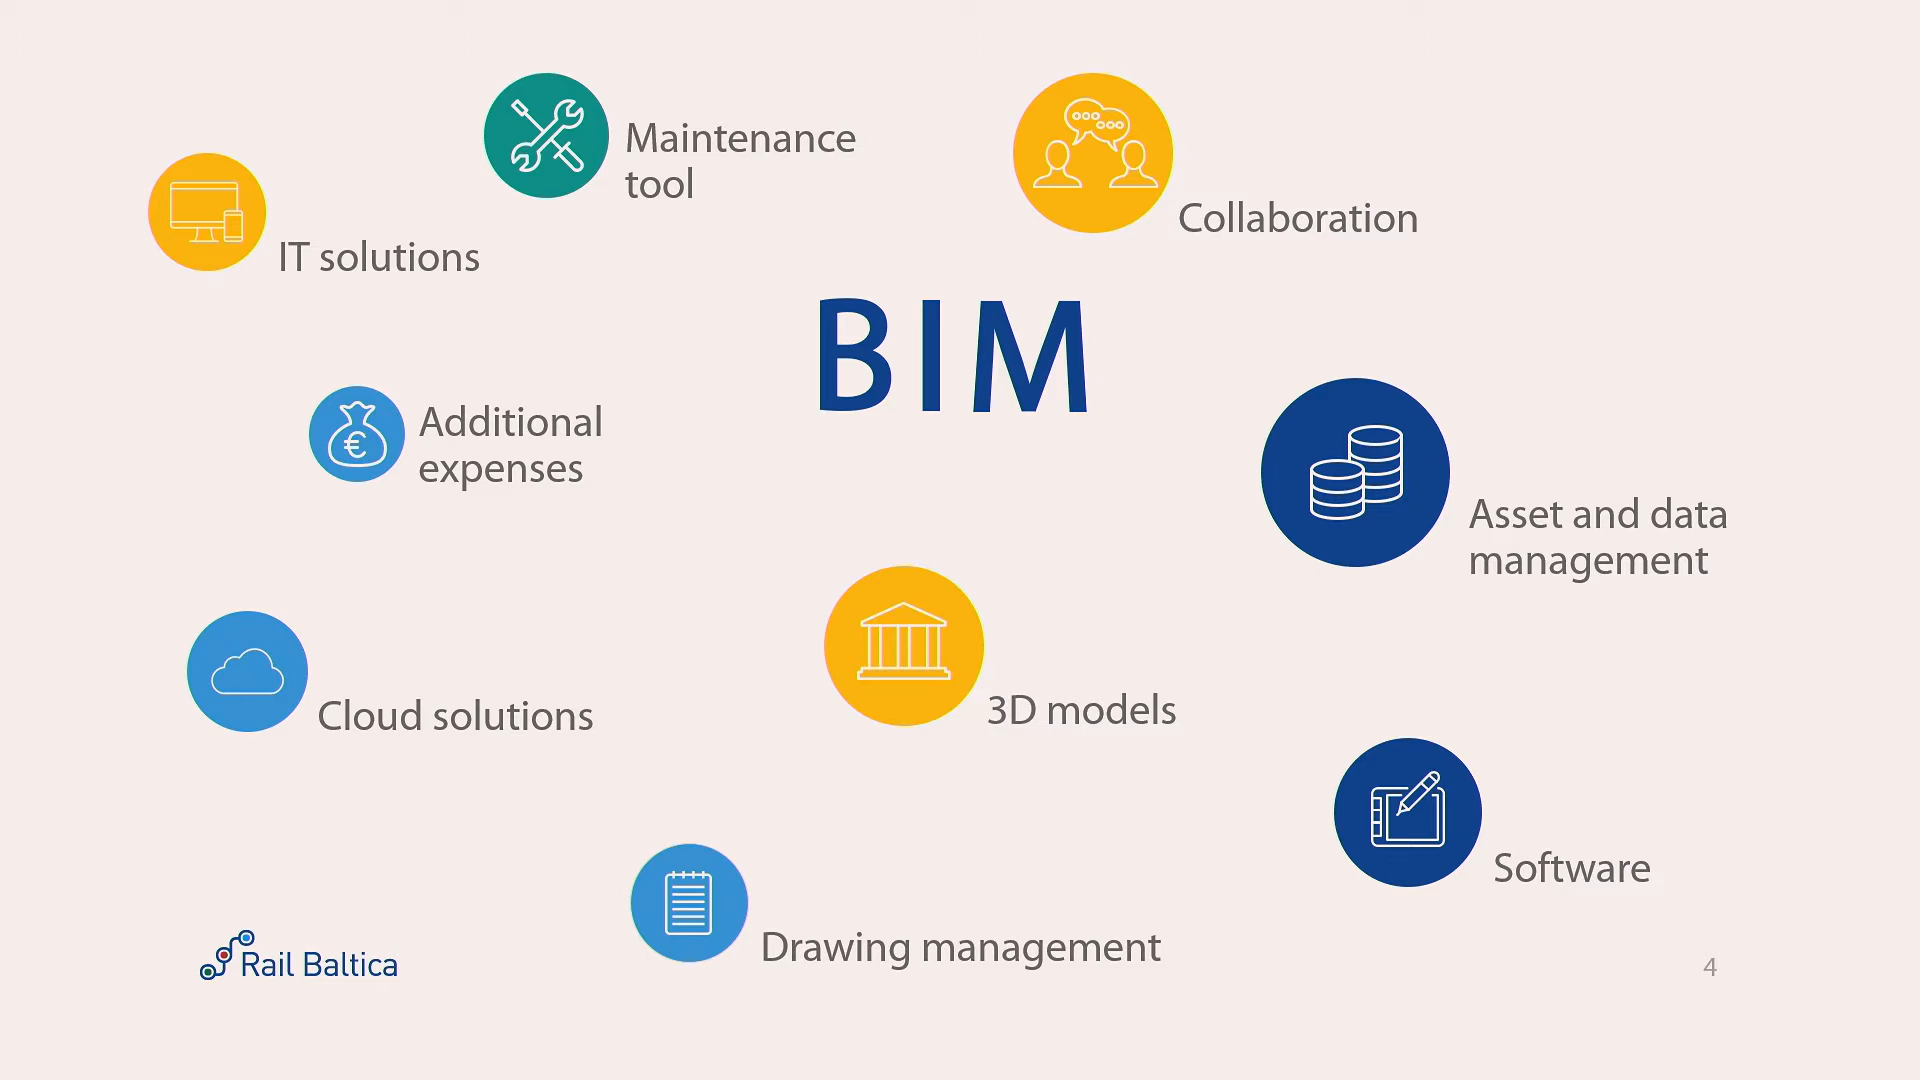 Maintenance
tool
Collaboration
IT solutions
BIM
Additional
expenses
€
Asset and data
management
Cloud solutions
3D models
Software
Drawing management
Rail Baltica
4